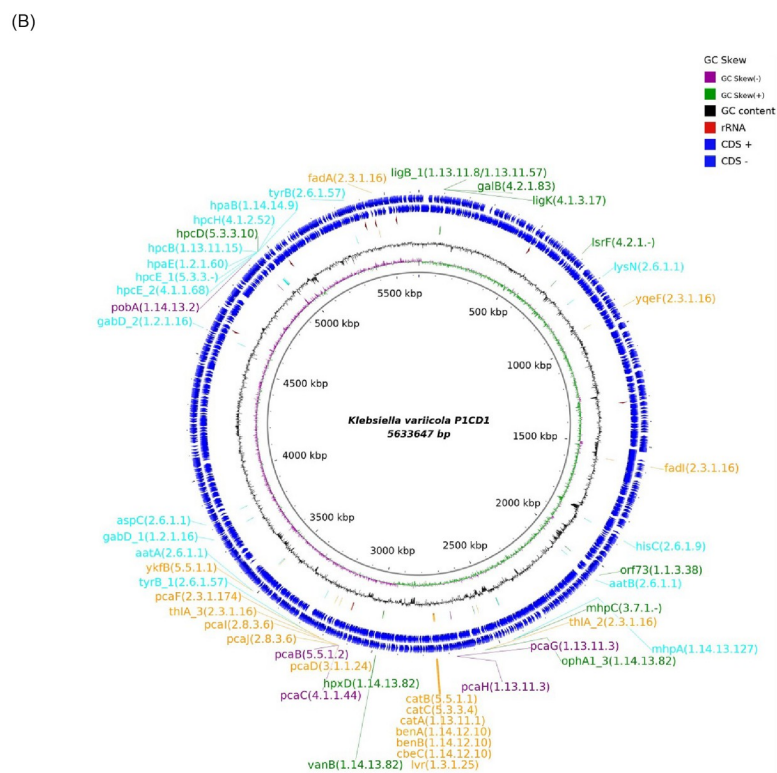 (B)
GC Skew
GC Skew(-)
GC Skew(+)
GC content
rRNA
CDS +
CDS -
ligB_1(1.13.11.8/1.13.11.57)
galB(4.2.1.83)
ligK(4.1.3.17)
lsrF(4.2.1.-)
lysN(2.6.1.1)
yqeF(2.3.1.16)
fadI(2.3.1.16)
hisC(2.6.1.9)
orf73(1.1.3.38)
aatB(2.6.1.1)
mhpC(3.7.1.-)
thlA_2(2.3.1.16)
mhpA(1.14.13.127)
pcaG(1.13.11.3)
ophA1_3(1.14.13.82)
pcaH(1.13.11.3)
catB(5.5.1.1)
catC(5.3.3.4)
catA(1.13.11.1)
benA(1.14.12.10)
benB(1.14.12.10)
cbeC(1.14.12.10)
lvr(1.3.1.25)
vanB(1.14.13.82)
hpxD(1.14.13.82)
pcaC(4.1.1.44)
pcaD(3.1.1.24)
pcaB(5.5.1.2)
pcaJ(2.8.3.6)
pcaI(2.8.3.6)
thlA_3(2.3.1.16)
pcaF(2.3.1.174)
tyrB_1(2.6.1.57)
ykfB(5.5.1.1)
aatA(2.6.1.1)
gabD_1(1.2.1.16)
aspC(2.6.1.1)
gabD_2(1.2.1.16)
pobA(1.14.13.2)
hpcE_2(4.1.1.68)
hpcE_1(5.3.3.-)
hpaE(1.2.1.60)
hpcB(1.13.11.15)
hpcD(5.3.3.10)
hpcH(4.1.2.52)
hpaB(1.14.14.9)
tyrB(2.6.1.57)
fadA(2.3.1.16)
500 kbp
1000 kbp
1500 kbp
2000 kbp
2500 kbp
3000 kbp
3500 kbp
4000 kbp
4500 kbp
5000 kbp
5500 kbp
Klebsiella variicola P1CD1
5633647 bp